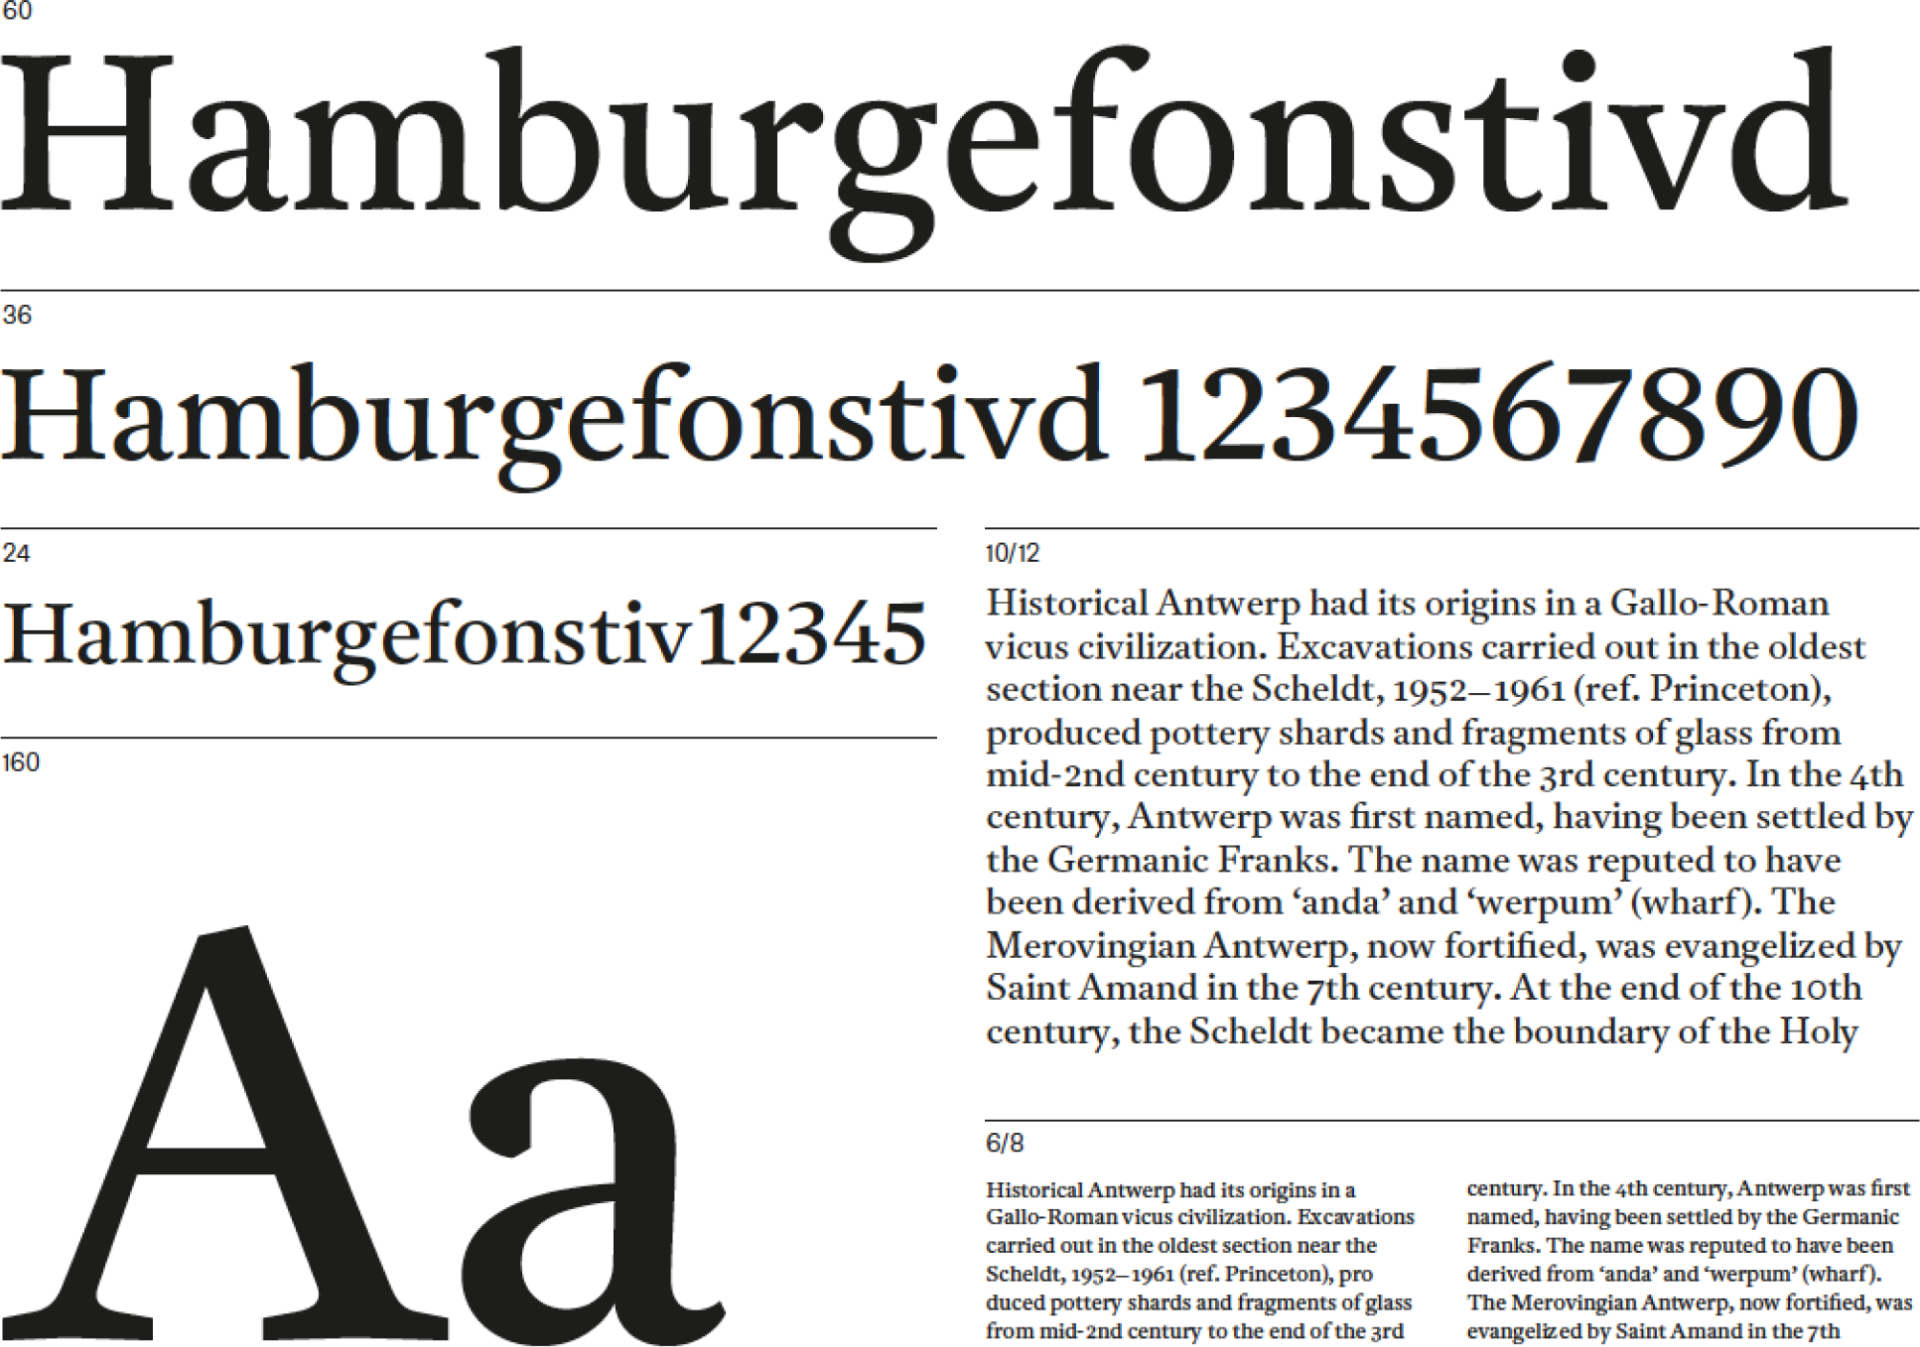 60
Hamburgefonstivd
36
Hamburgefonstivd 1234567890
24
Hamburgefonstiv12345
160
Aa
10/12
Historical Antwerp had its origins in a Gallo-Roman
vicus civilization. Excavations carried out in the oldest
section near the Scheldt, 1952–1961 (ref. Princeton),
produced pottery shards and fragments of glass from
mid-2nd century to the end of the 3rd century. In the 4th
century, Antwerp was first named, having been settled by
the Germanic Franks. The name was reputed to have
been derived from ‘anda’ and ‘werpum’ (wharf). The
Merovingian Antwerp, now fortified, was evangelized by
Saint Amand in the 7th century. At the end of the 10th
century, the Scheldt became the boundary of the Holy
6/8
Historical Antwerp had its origins in a
Gallo-Roman vicus civilization. Excavations
carried out in the oldest section near the
Scheldt, 1952–1961 (ref. Princeton), pro
duced pottery shards and fragments of glass
from mid-2nd century to the end of the 3rd
century. In the 4th century, Antwerp was first
named, having been settled by the Germanic
Franks. The name was reputed to have been
derived from ‘anda’ and ‘werpum’ (wharf).
The Merovingian Antwerp, now fortified, was
evangelized by Saint Amand in the 7th